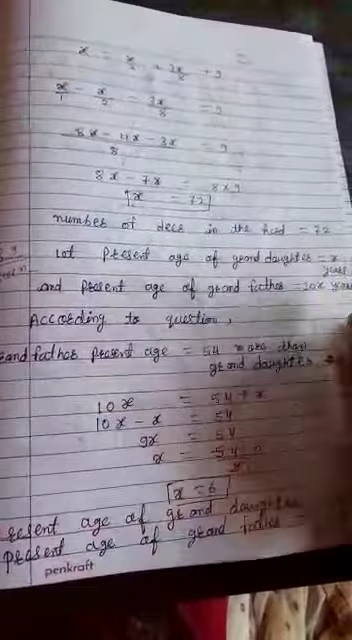 x = x/2 + 3x/8 + 9
x/1 - x/2 - 3x/8 = 9
8x - 4x - 3x / 8 = 9
8x - 7x = 8x9
x = 72
number of deer in the herd = 72
Let present age of grand daughter = x years
and present age of grand father = 10x years
According to question,
grand father present age = 54 more than
grand daughter
10x = 54 + x
10x - x = 54
9x = 54
x = 54
x = 6
Present age of grand daughter
Present age of grand father =
penkraft